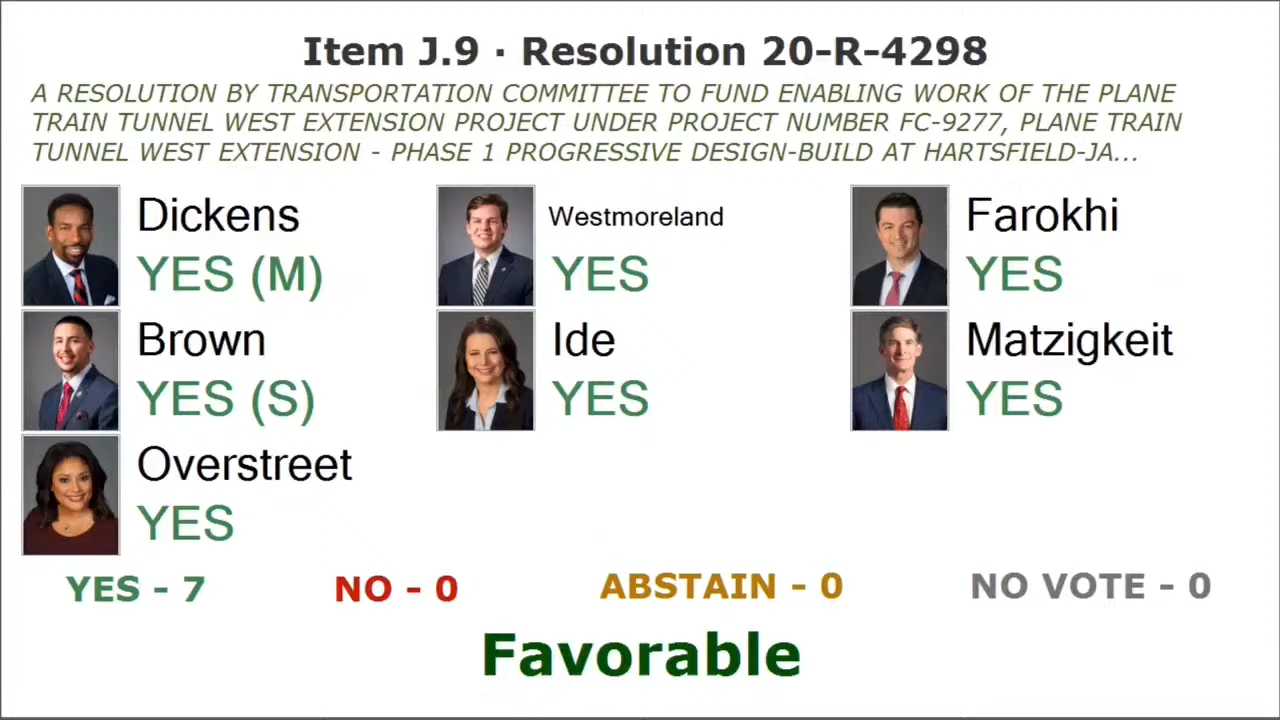 Item J.9 · Resolution 20-R-4298
A RESOLUTION BY TRANSPORTATION COMMITTEE TO FUND ENABLING WORK OF THE PLANE
TRAIN TUNNEL WEST EXTENSION PROJECT UNDER PROJECT NUMBER FC-9277, PLANE TRAIN
TUNNEL WEST EXTENSION - PHASE 1 PROGRESSIVE DESIGN-BUILD AT HARTSFIELD-JA...
Dickens
YES (M)
Westmoreland
YES
Farokhi
YES
Brown
YES (S)
Ide
YES
Matzigkeit
YES
Overstreet
YES
YES - 7
NO - 0
ABSTAIN - 0
NO VOTE - 0
Favorable